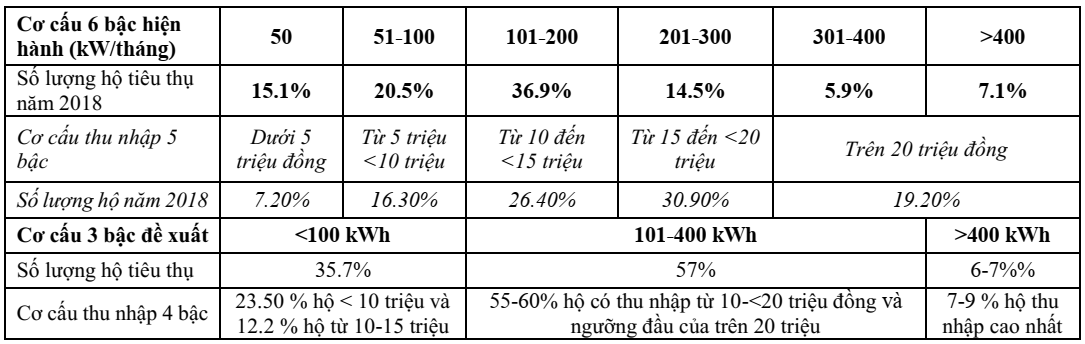 Cơ cấu 6 bậc hiện
hành (kW/tháng)
50
51-100
101-200
201-300
301-400
>400
Số lượng hộ tiêu thụ
năm 2018
15.1%
20.5%
36.9%
14.5%
5.9%
7.1%
Cơ cấu thu nhập 5
bậc
Dưới 5
triệu đồng
Từ 5 triệu
<10 triệu
Từ 10 đến
<15 triệu
Từ 15 đến <20
triệu
Trên 20 triệu đồng
Số lượng hộ năm 2018
7.20%
16.30%
26.40%
30.90%
19.20%
Cơ cấu 3 bậc đề xuất
<100 kWh
101-400 kWh
>400 kWh
Số lượng hộ tiêu thụ
35.7%
57%
6-7%%
Cơ cấu thu nhập 4 bậc
23.50 % hộ < 10 triệu và
12.2 % hộ từ 10-15 triệu
55-60% hộ có thu nhập từ 10-<20 triệu đồng và
ngưỡng đầu của trên 20 triệu
7-9 % hộ thu
nhập cao nhất